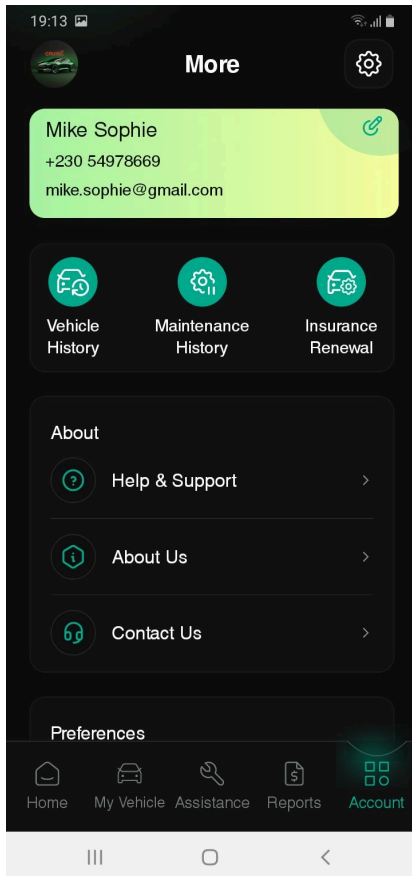 19:13
More
Mike Sophie
+230 54978669
mike.sophie@gmail.com
Vehicle
History
Maintenance
History
Insurance
Renewal
About
Help & Support
About Us
Contact Us
Preferences
Home
My Vehicle
Assistance
Reports
Account